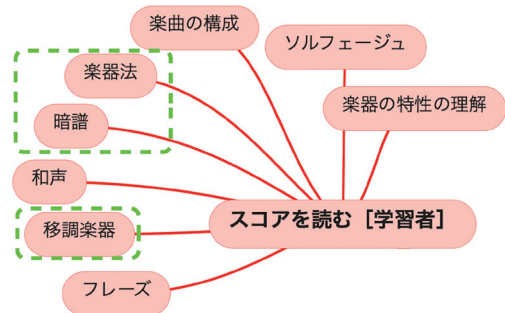 楽曲の構成
ソルフェージュ
楽器法
楽器の特性の理解
暗譜
和声
スコアを読む［学習者］
移調楽器
フレーズ